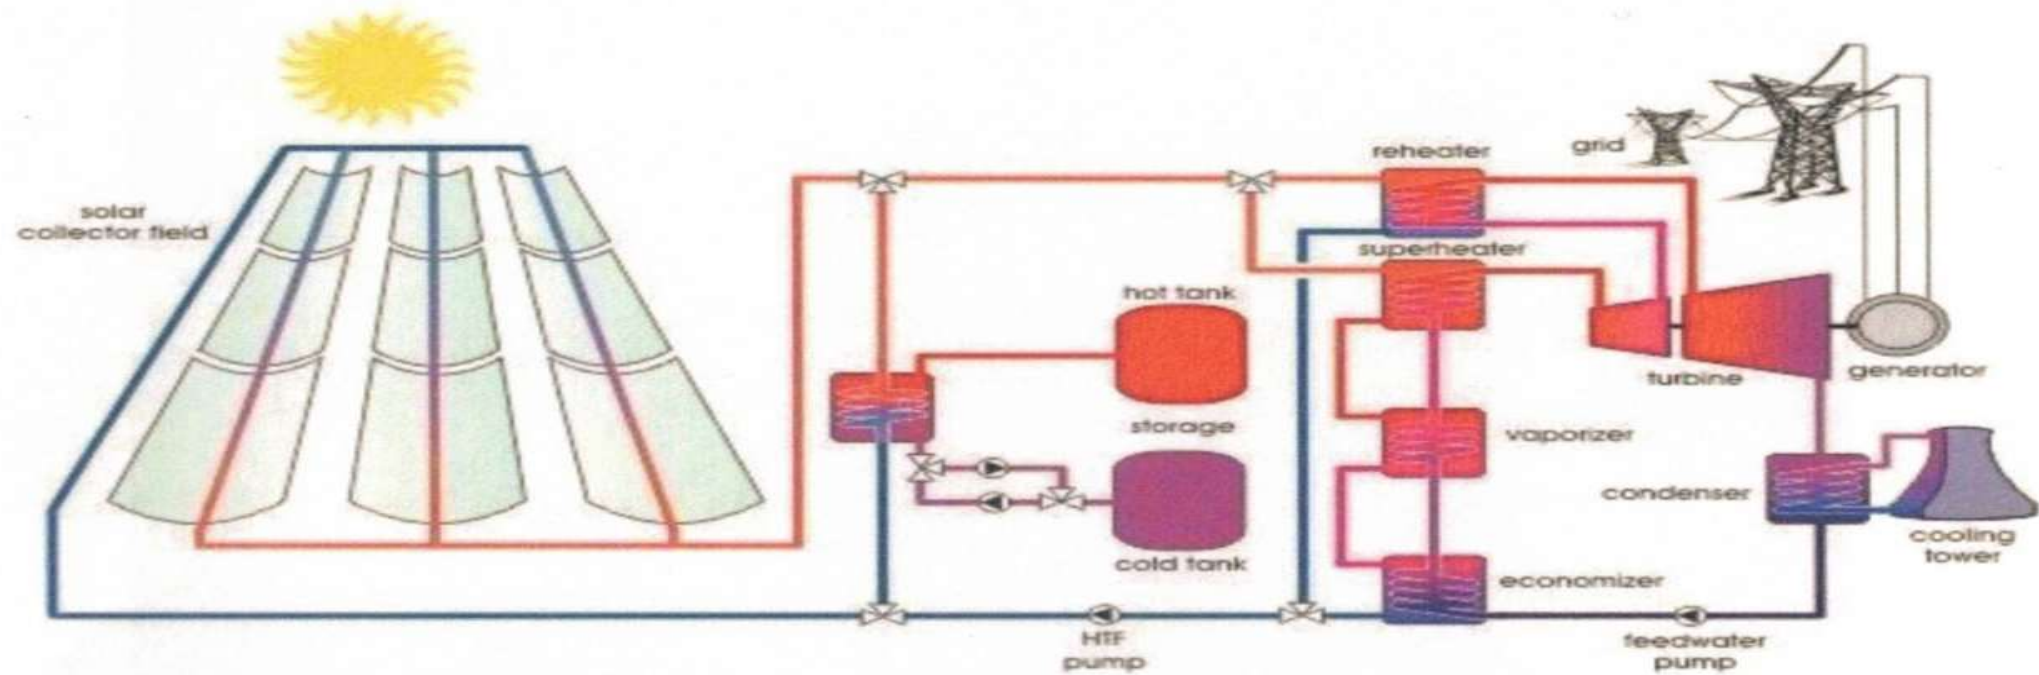 solar
collector field
hot tank
storage
cold tank
HTF
pump
reheater
superheater
vaporizer
economizer
grid
turbine
generator
condenser
cooling
tower
feedwater
pump